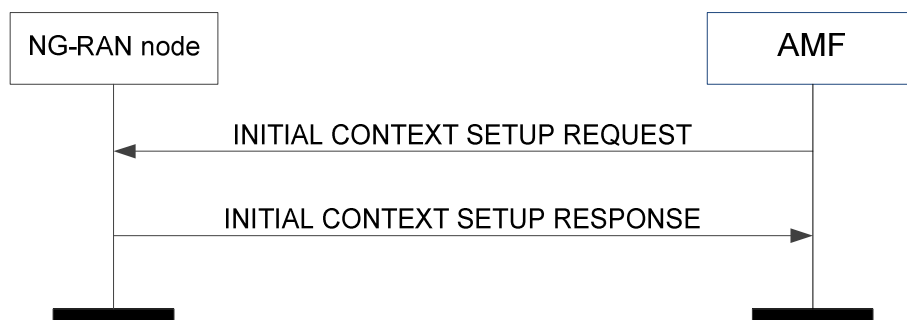 NG-RAN node
AMF
INITIAL CONTEXT SETUP REQUEST
INITIAL CONTEXT SETUP RESPONSE